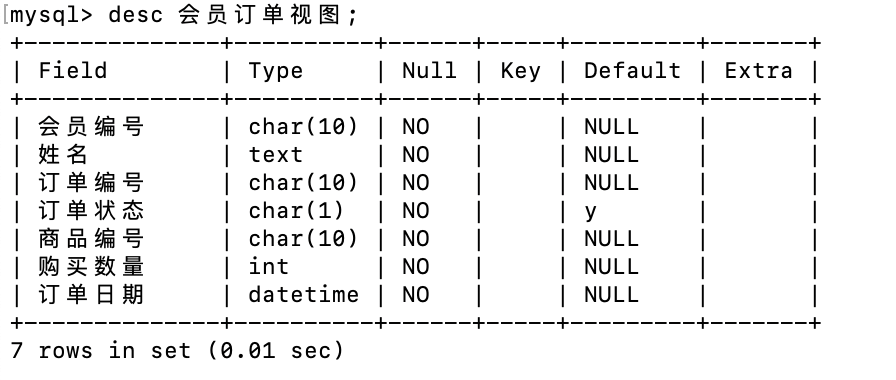 mysql> desc 会员订单视图;
+----------------+-----------+------+-----+---------+-------+
| Field | Type | Null | Key | Default | Extra |
+----------------+-----------+------+-----+---------+-------+
| 会员编号 | char(10) | NO | | NULL | |
| 姓名 | text | NO | | NULL | |
| 订单编号 | char(10) | NO | | NULL | |
| 订单状态 | char(1) | NO | | y | |
| 商品编号 | char(10) | NO | | NULL | |
| 购买数量 | int | NO | | NULL | |
| 订单日期 | datetime | NO | | NULL | |
+----------------+-----------+------+-----+---------+-------+
7 rows in set (0.01 sec)